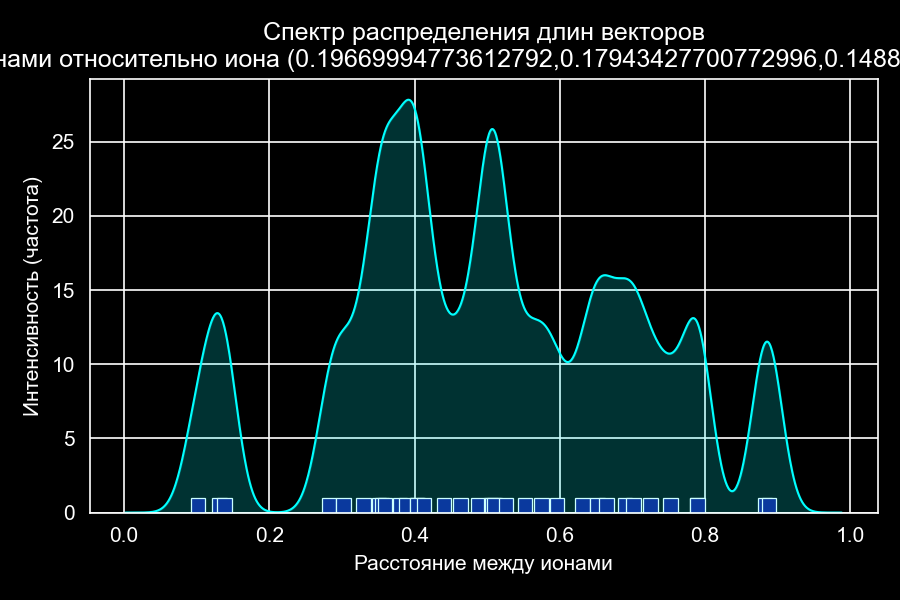 Спектр распределения длин векторов
нами относительно иона (0.19669994773612792,0.17943427700772996,0.1488
Интенсивность (частота)
25
20
15
10
5
0
0.0 0.2 0.4 0.6 0.8 1.0
Расстояние между ионами